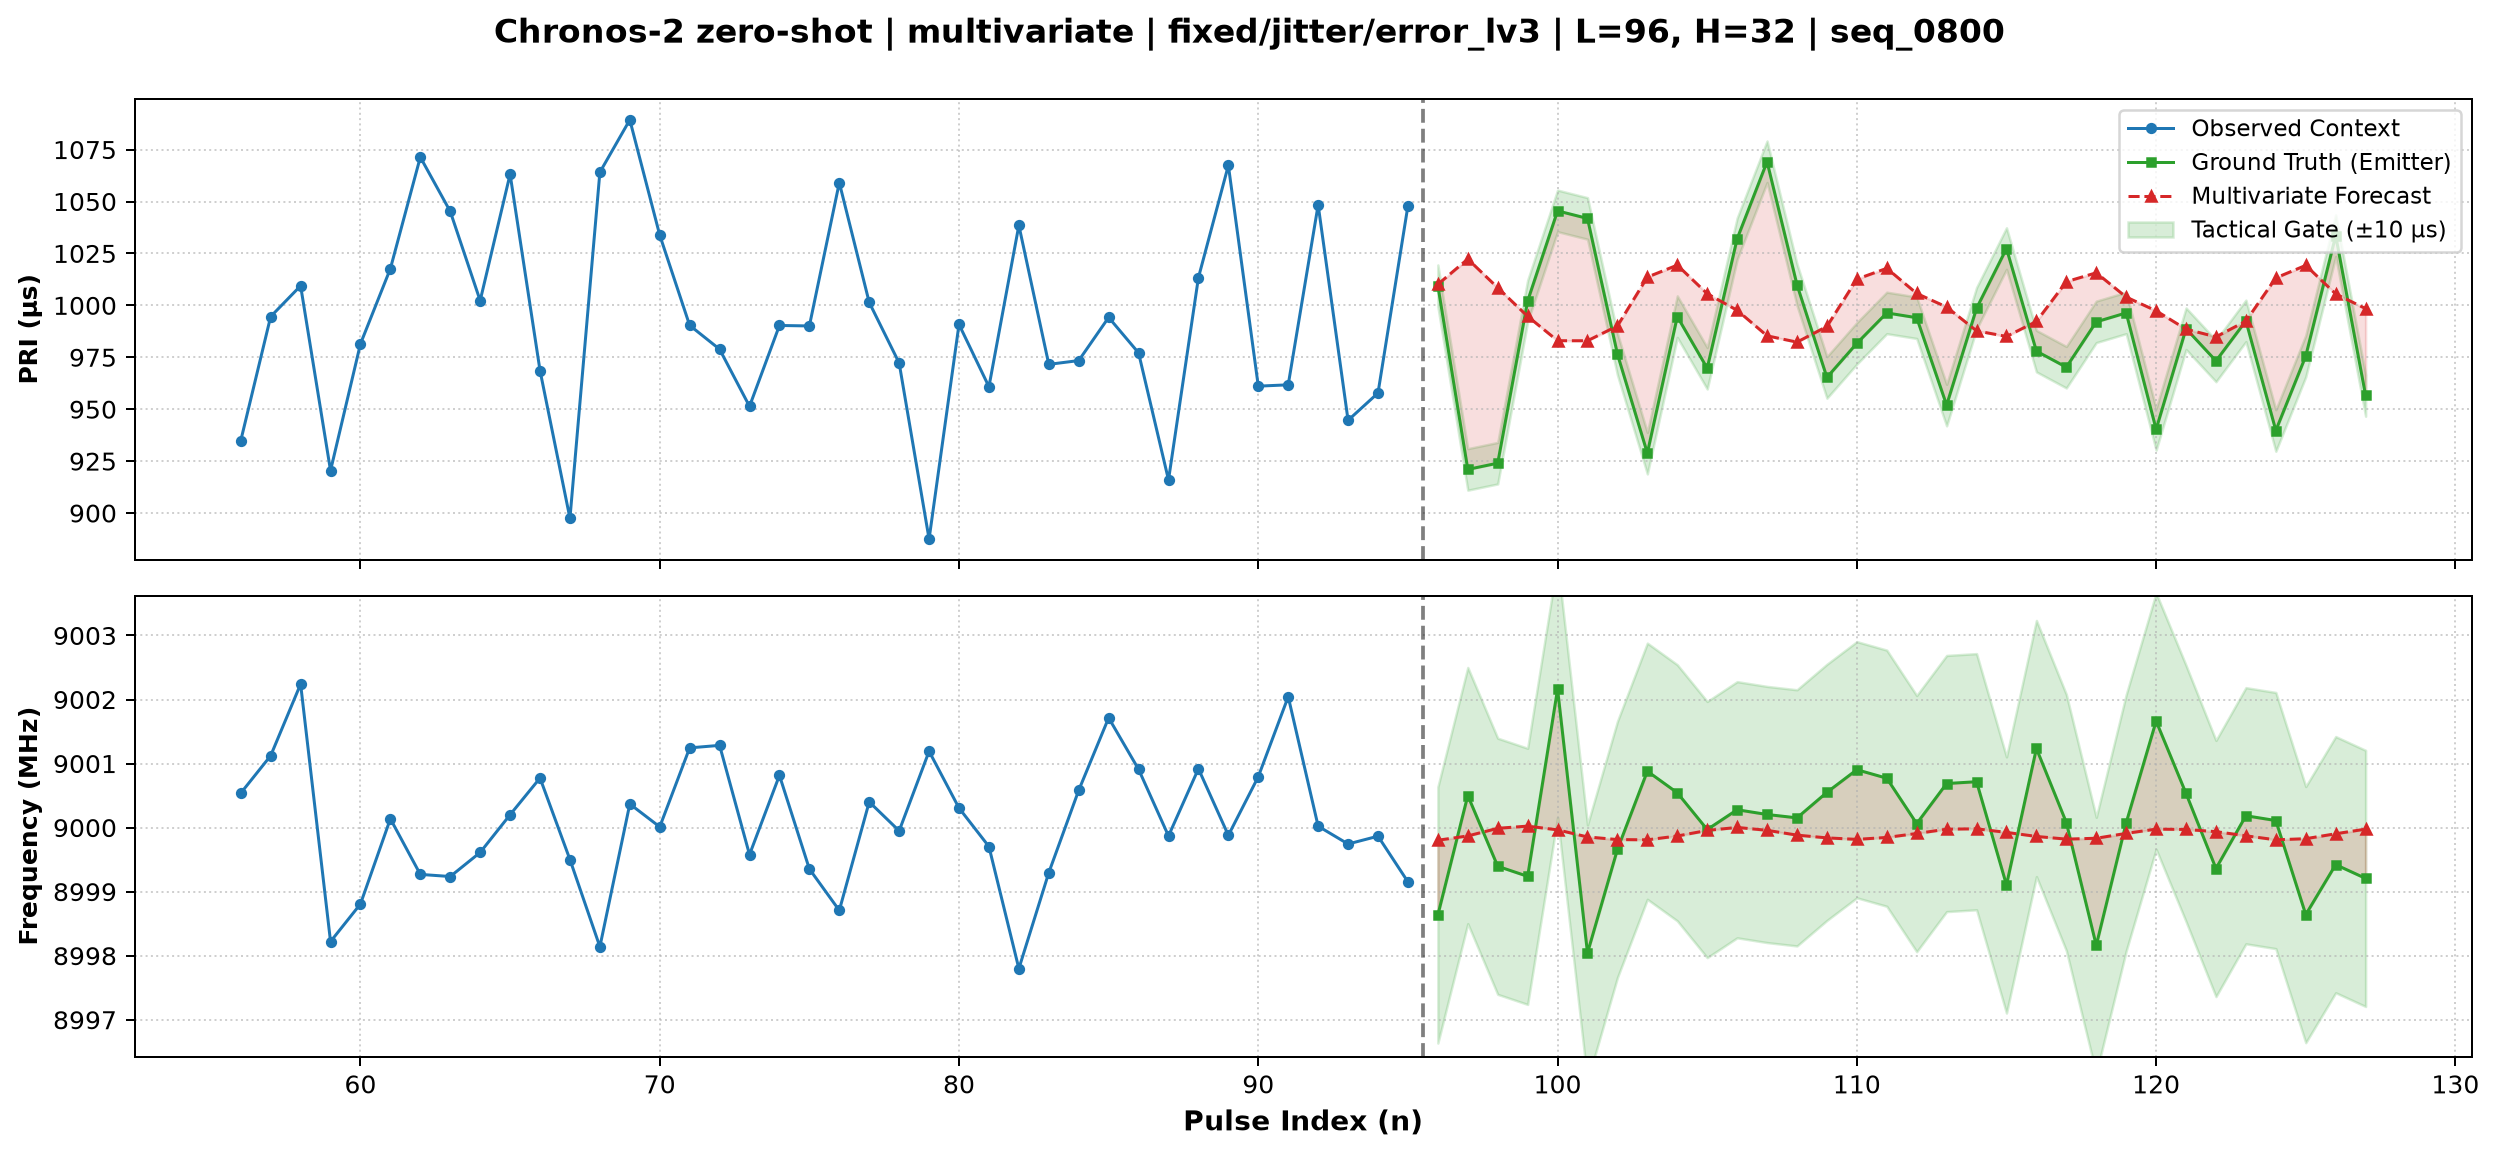 Chronos-2 zero-shot | multivariate | fixed/jitter/error_lv3 | L=96, H=32 | seq_0800
PRI (µs)
1075
1050
1025
1000
975
950
925
900
Observed Context
Ground Truth (Emitter)
Multivariate Forecast
Tactical Gate (±10 µs)
Frequency (MHz)
9003
9002
9001
9000
8999
8998
8997
60 70 80 90 100 110 120 130
Pulse Index (n)